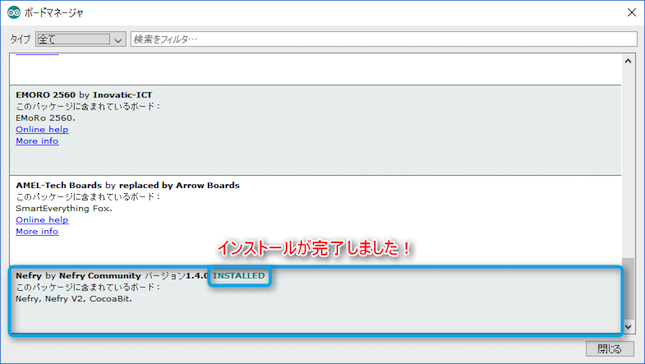 ボードマネージャ
タイプ 全て 検索をフィルタ…
EMORO 2560 by Inovatic-ICT
このパッケージに含まれているボード：
EMoRo 2560.
Online help
More info
AMEL-Tech Boards by replaced by Arrow Boards
このパッケージに含まれているボード：
SmartEverything Fox.
Online help
More info
インストールが完了しました！
Nefry by Nefry Community バージョン1.4.0 INSTALLED
このパッケージに含まれているボード：
Nefry, Nefry V2, CocoaBit.
閉じる